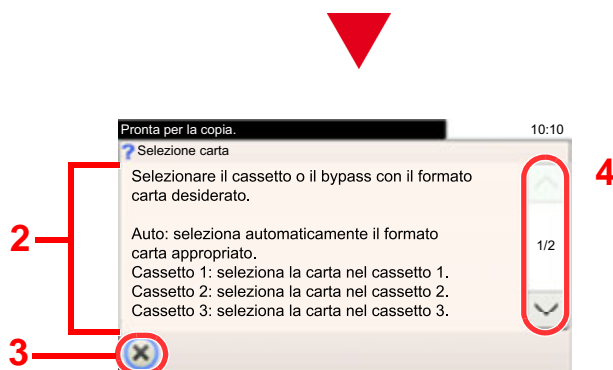 Pronta per la copia. 10:10
? Selezione carta
Selezionare il cassetto o il bypass con il formato
carta desiderato.
Auto: seleziona automaticamente il formato
carta appropriato.
Cassetto 1: seleziona la carta nel cassetto 1.
Cassetto 2: seleziona la carta nel cassetto 2.
Cassetto 3: seleziona la carta nel cassetto 3.
1/2
2
3
4